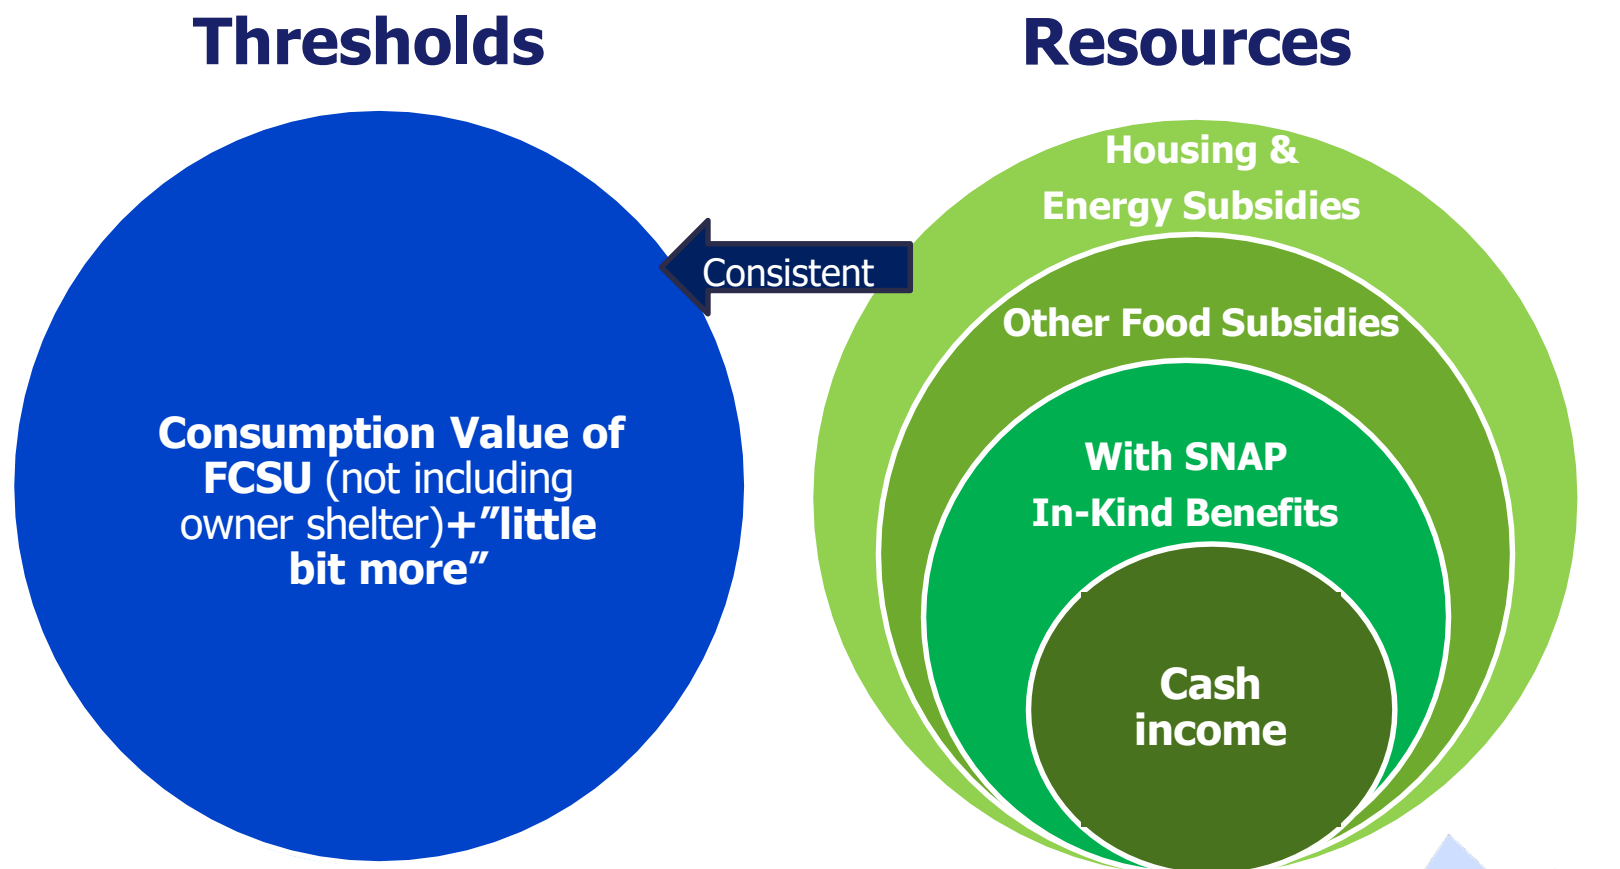 Thresholds
Resources
Housing &
Energy Subsidies
Consistent
Other Food Subsidies
Consumption Value of
FCSU (not including
owner shelter)+"little
bit more"
With SNAP
In-Kind Benefits
Cash
income